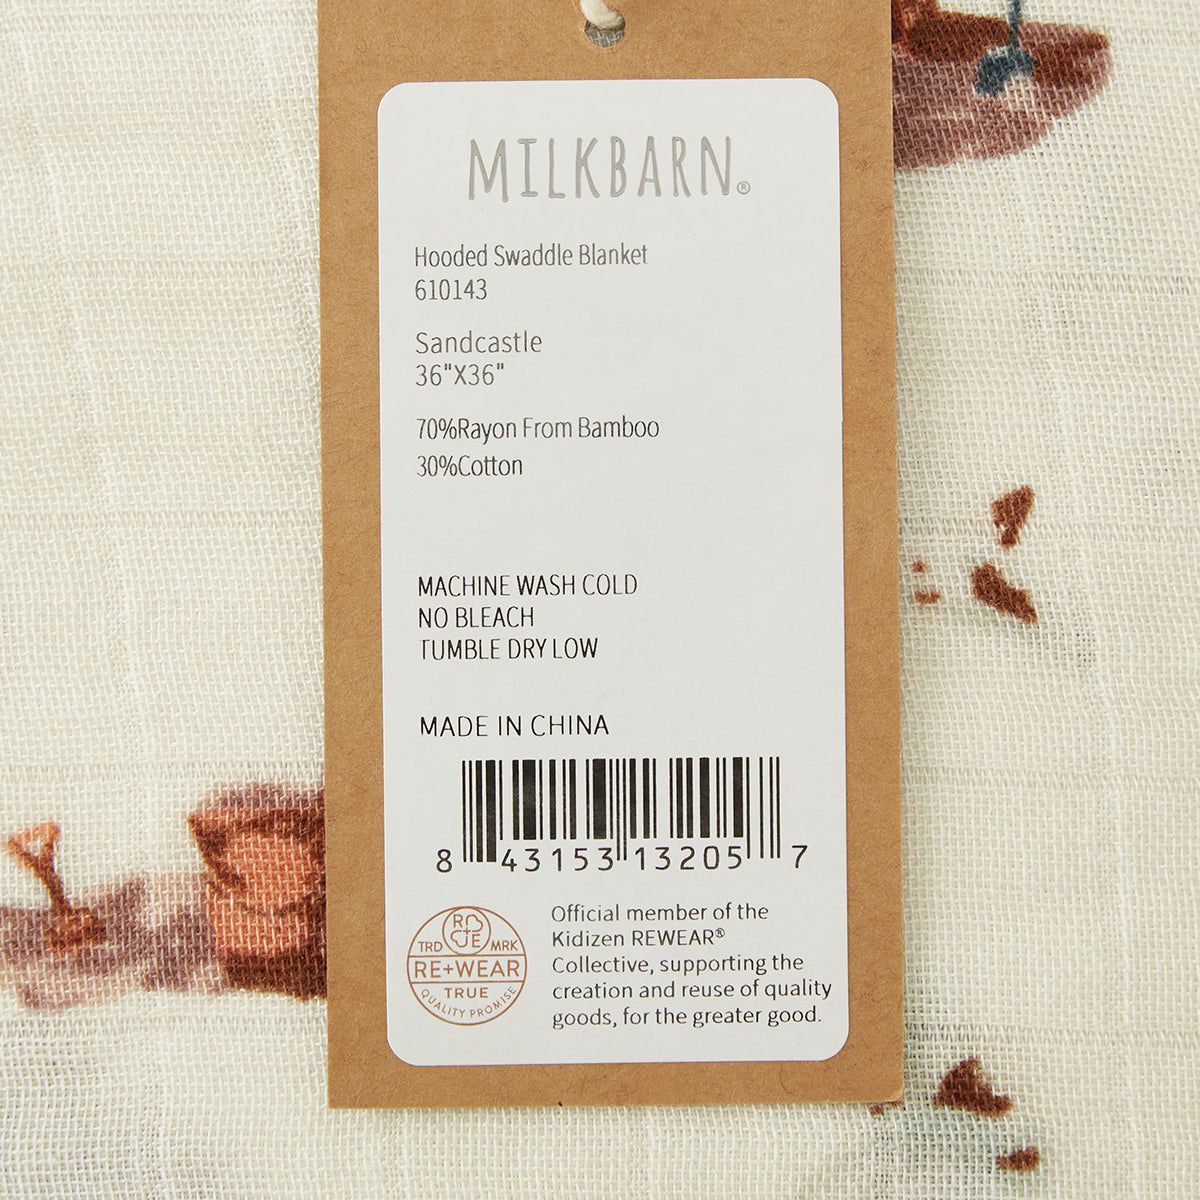 MILKBARN®
Hooded Swaddle Blanket
610143
Sandcastle
36"X36"
70%Rayon From Bamboo
30%Cotton
MACHINE WASH COLD
NO BLEACH
TUMBLE DRY LOW
MADE IN CHINA
8 43153 13205 7
R
E
TRD MRK
RE+WEAR
TRUE
QUALITY PROMISE
Official member of the
Kidizen REWEAR®
Collective, supporting the
creation and reuse of quality
goods, for the greater good.